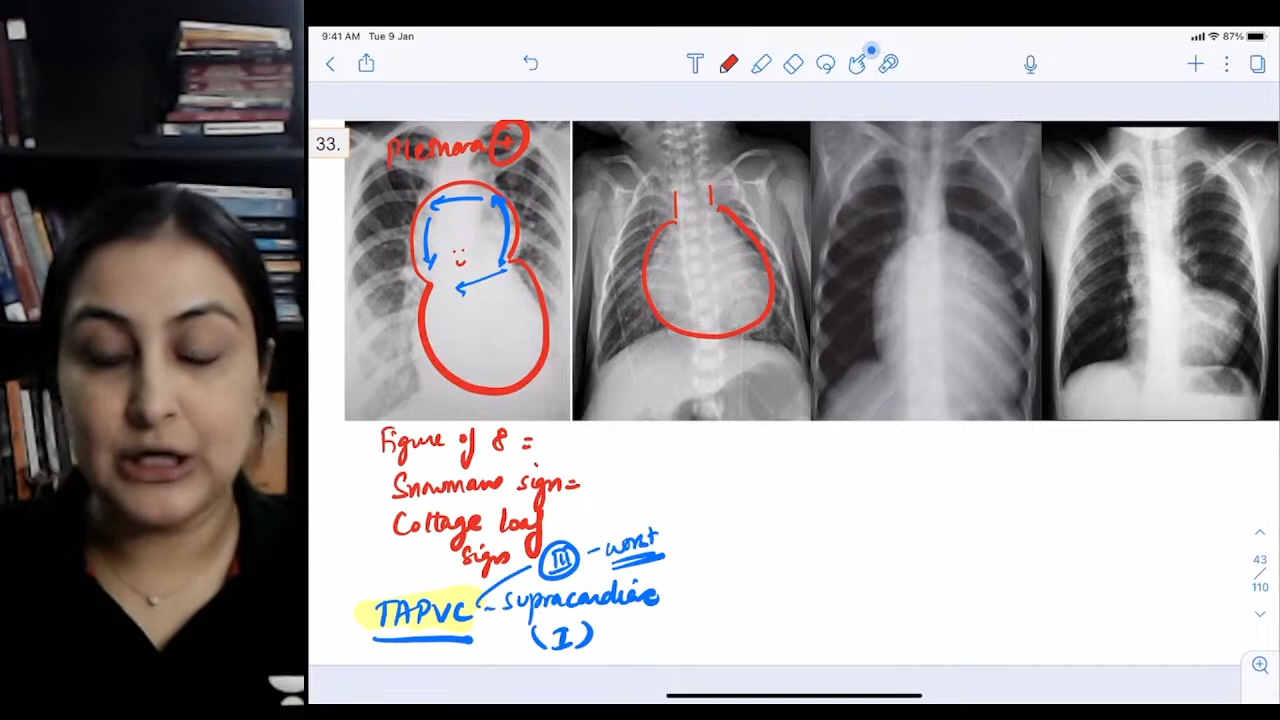 9:41 AM Tue 9 Jan
87%
T
33.
Plethora +
Figure of 8 =
Snowmans sign =
Cottage loaf
sign
III - worst
TAPVC - supracardiac
(I)
43
110